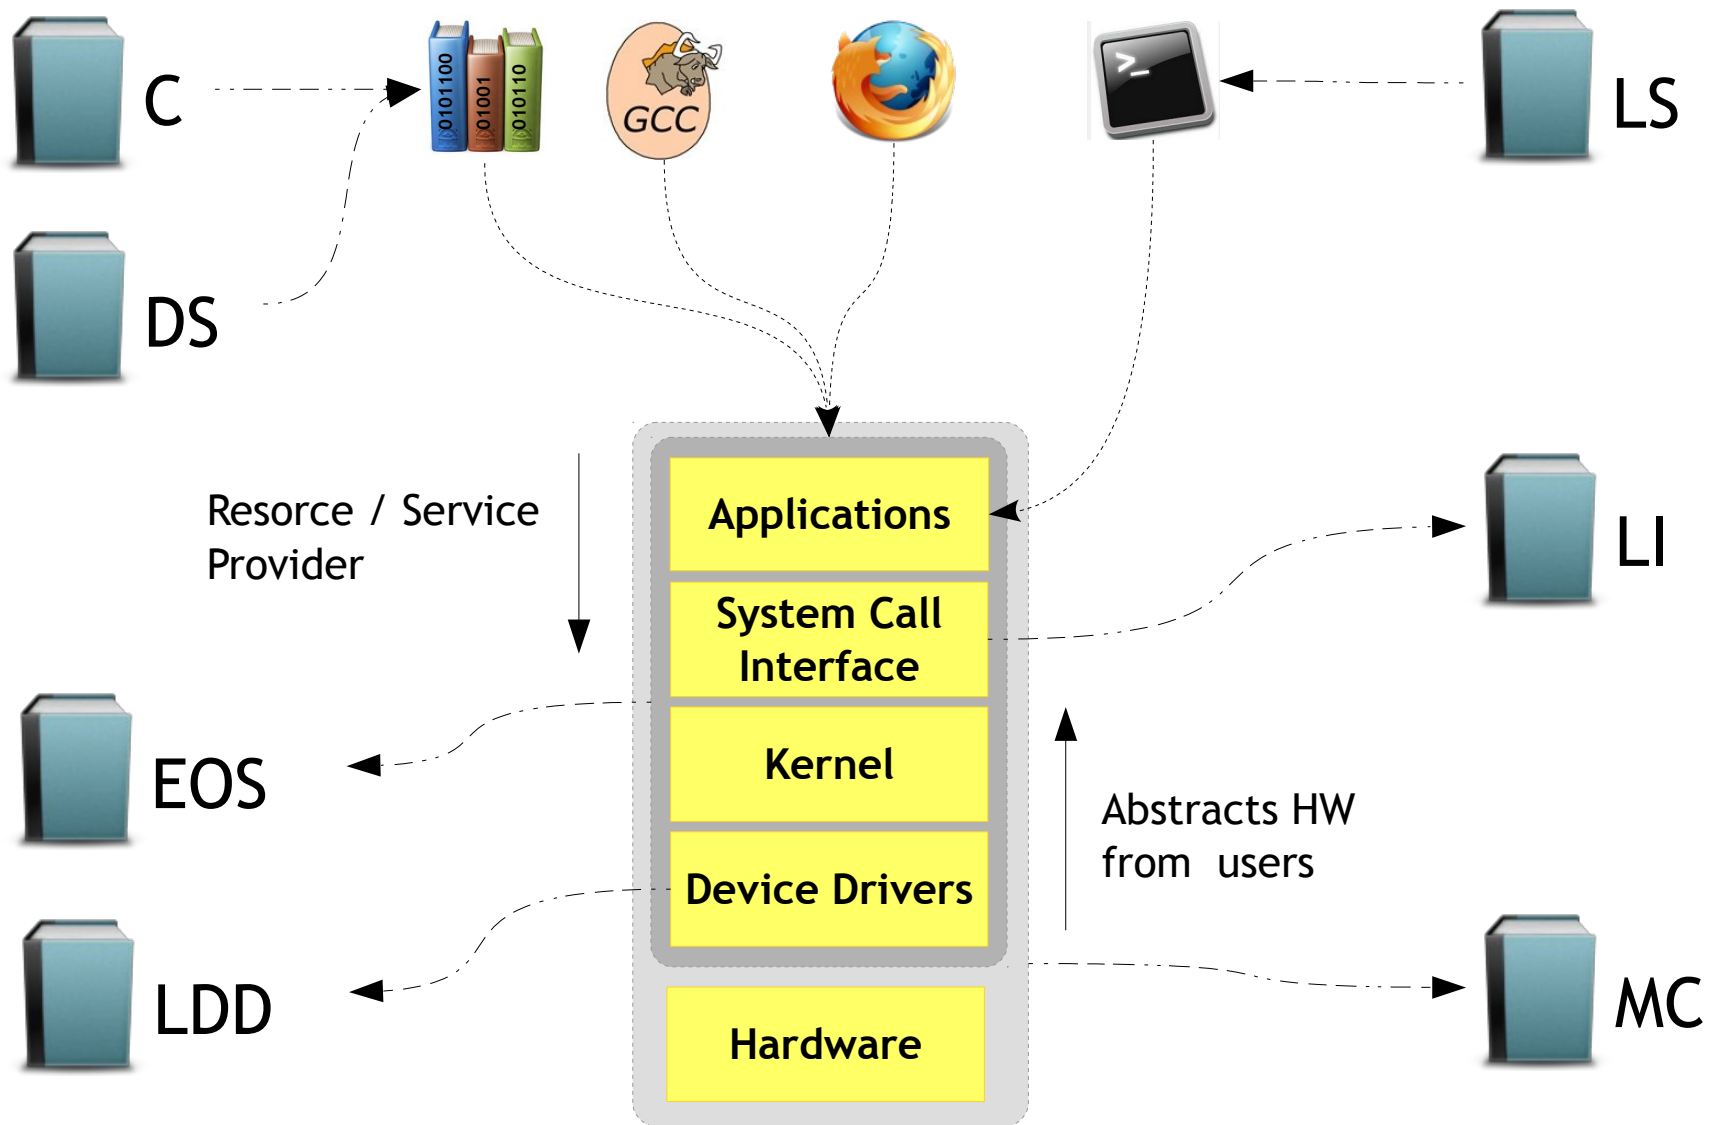 C
0101100
01001
010110
GCC
>_
LS
DS
Resorce / Service
Provider
Applications
System Call
Interface
LI
EOS
Kernel
Abstracts HW
from users
Device Drivers
LDD
Hardware
MC